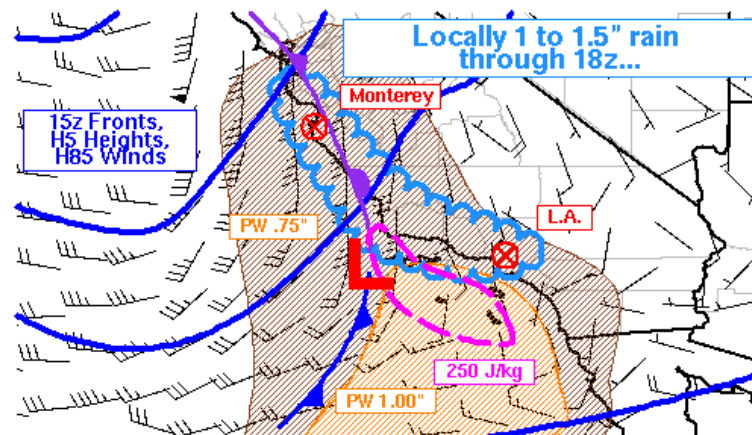 Locally 1 to 1.5" rain
through 18z...
Monterey
15z Fronts,
H5 Heights,
H85 Winds
PW .75"
L.A.
L
250 J/kg
PW 1.00"